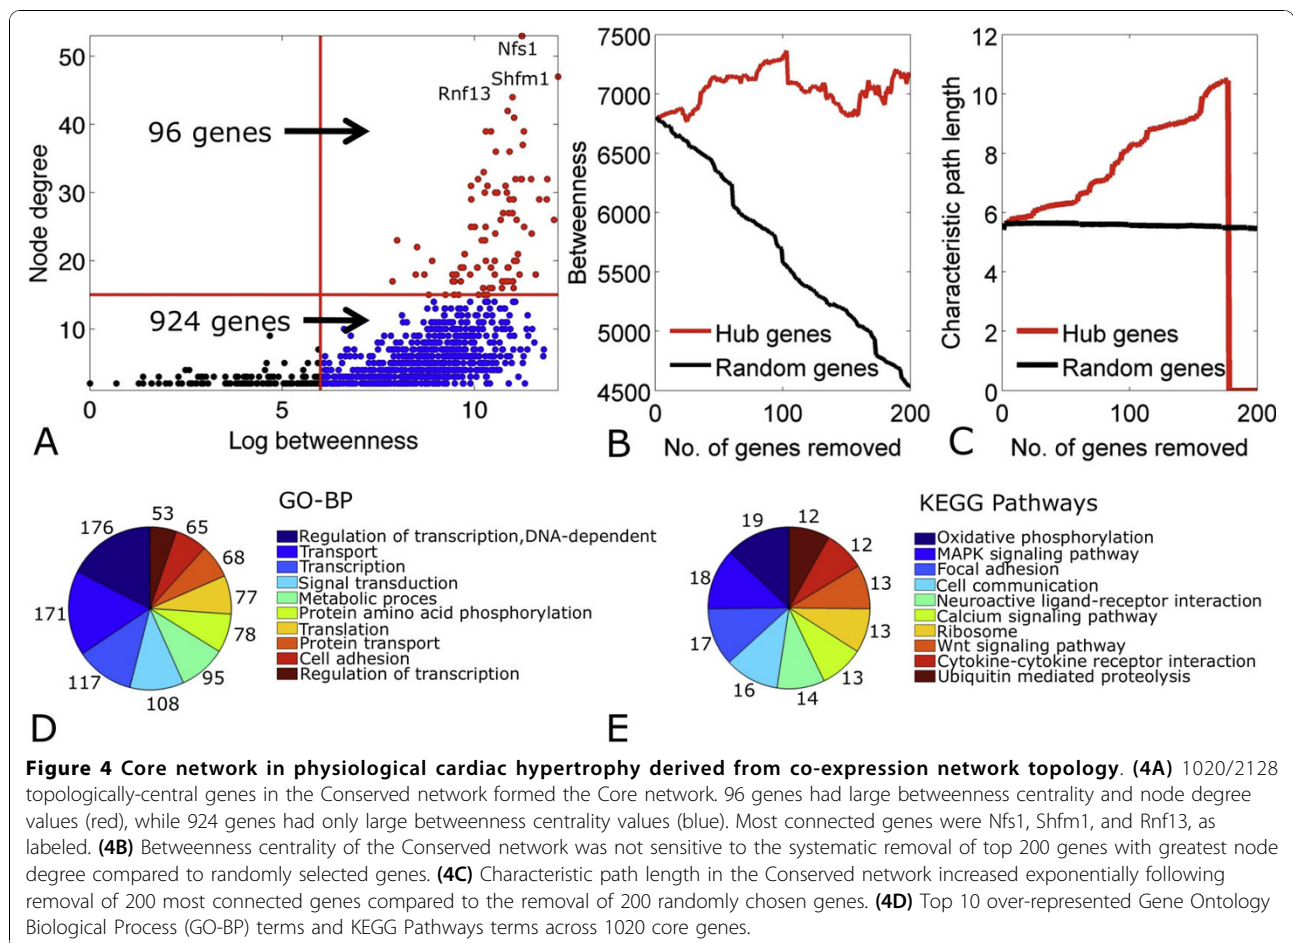 50
40
30
20
10
Node degree
Nfs1
Shfm1
Rnf13
96 genes
924 genes
0
5
10
Log betweenness
A
7500
7000
6500
6000
5500
5000
4500
Betweenness
Hub genes
Random genes
0
100
200
No. of genes removed
B
12
10
8
6
4
2
0
Characteristic path length
Hub genes
Random genes
0
100
200
No. of genes removed
C
GO-BP
176
53
65
68
77
78
95
108
117
171
Regulation of transcription,DNA-dependent
Transport
Transcription
Signal transduction
Metabolic proces
Protein amino acid phosphorylation
Translation
Protein transport
Cell adhesion
Regulation of transcription
D
KEGG Pathways
19
12
12
13
13
13
14
16
17
18
Oxidative phosphorylation
MAPK signaling pathway
Focal adhesion
Cell communication
Neuroactive ligand-receptor interaction
Calcium signaling pathway
Ribosome
Wnt signaling pathway
Cytokine-cytokine receptor interaction
Ubiquitin mediated proteolysis
E
Figure 4 Core network in physiological cardiac hypertrophy derived from co-expression network topology. (4A) 1020/2128
topologically-central genes in the Conserved network formed the Core network. 96 genes had large betweenness centrality and node degree
values (red), while 924 genes had only large betweenness centrality values (blue). Most connected genes were Nfs1, Shfm1, and Rnf13, as
labeled. (4B) Betweenness centrality of the Conserved network was not sensitive to the systematic removal of top 200 genes with greatest node
degree compared to randomly selected genes. (4C) Characteristic path length in the Conserved network increased exponentially following
removal of 200 most connected genes compared to the removal of 200 randomly chosen genes. (4D) Top 10 over-represented Gene Ontology
Biological Process (GO-BP) terms and KEGG Pathways terms across 1020 core genes.